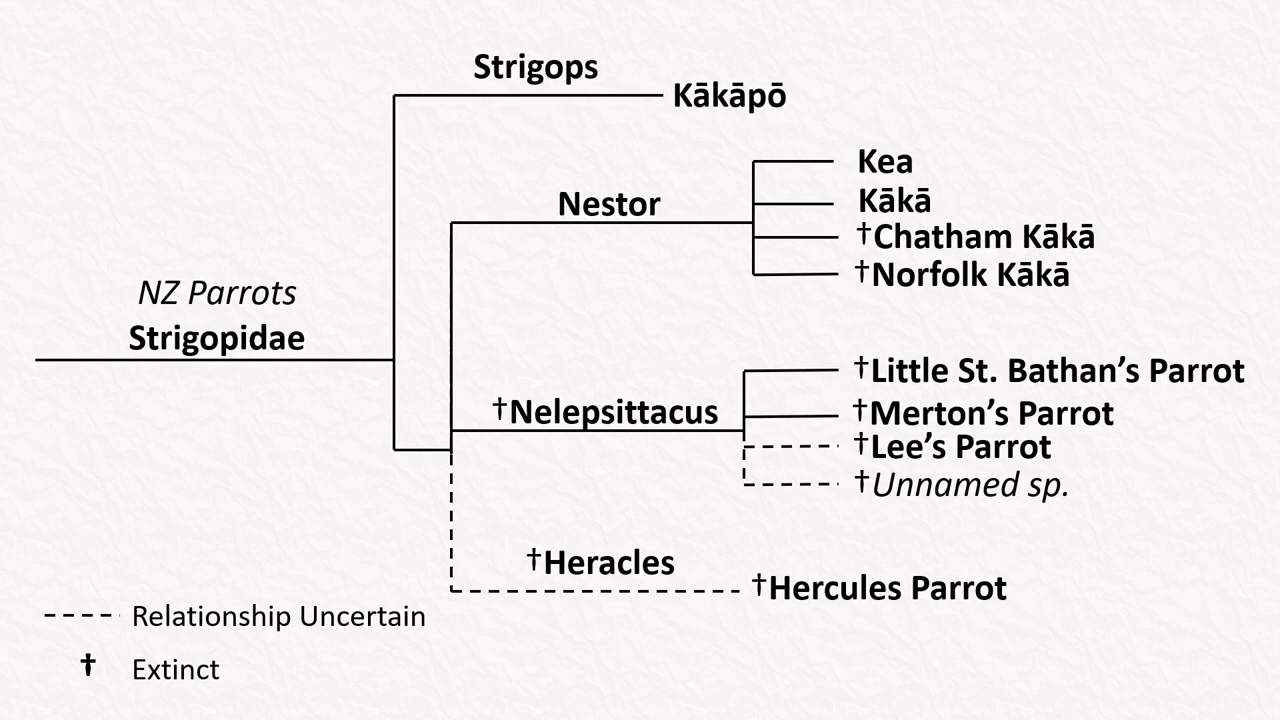 Strigops
Kākāpō
Kea
Nestor
Kākā
†Chatham Kākā
†Norfolk Kākā
NZ Parrots
Strigopidae
†Little St. Bathan’s Parrot
†Nelepsittacus
†Merton’s Parrot
†Lee’s Parrot
†Unnamed sp.
†Heracles
†Hercules Parrot
Relationship Uncertain
† Extinct